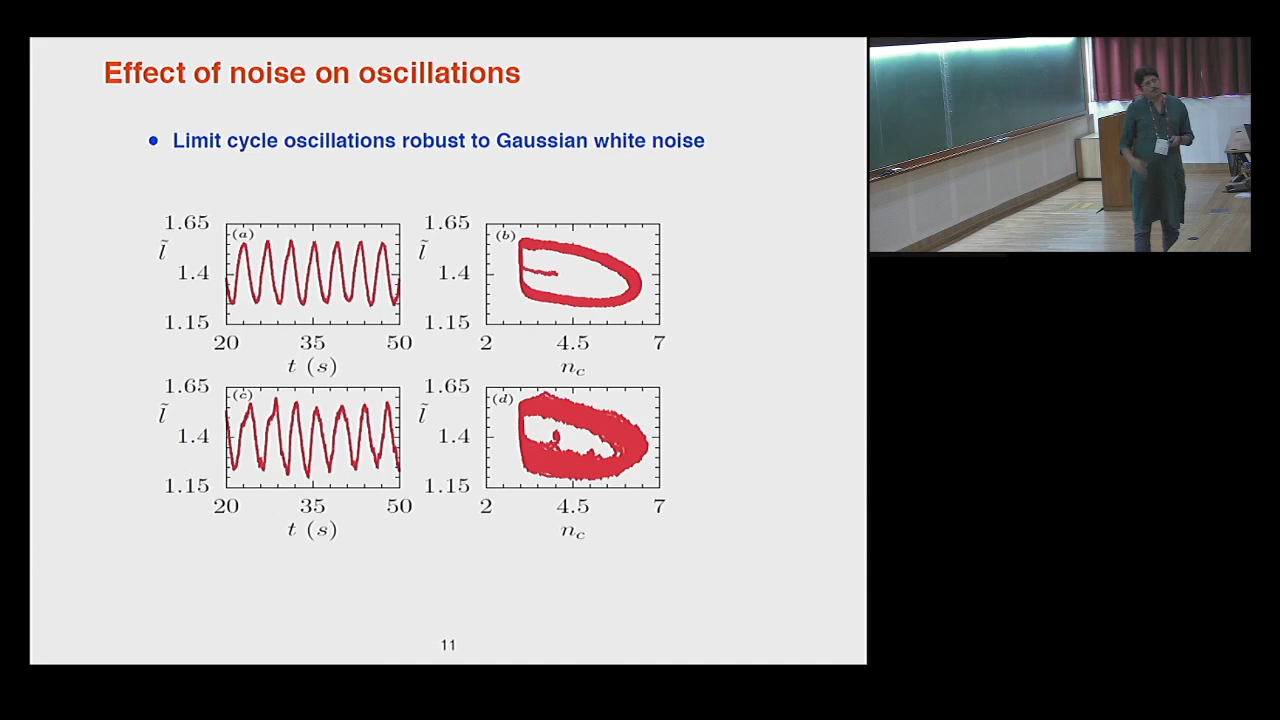 Effect of noise on oscillations
• Limit cycle oscillations robust to Gaussian white noise
1.65 (a) 1.65 (b)
l̃ l̃
1.4 1.4
1.15 1.15
20 35 50 2 4.5 7
t (s) n_c
1.65 (c) 1.65 (d)
l̃ l̃
1.4 1.4
1.15 1.15
20 35 50 2 4.5 7
t (s) n_c
11